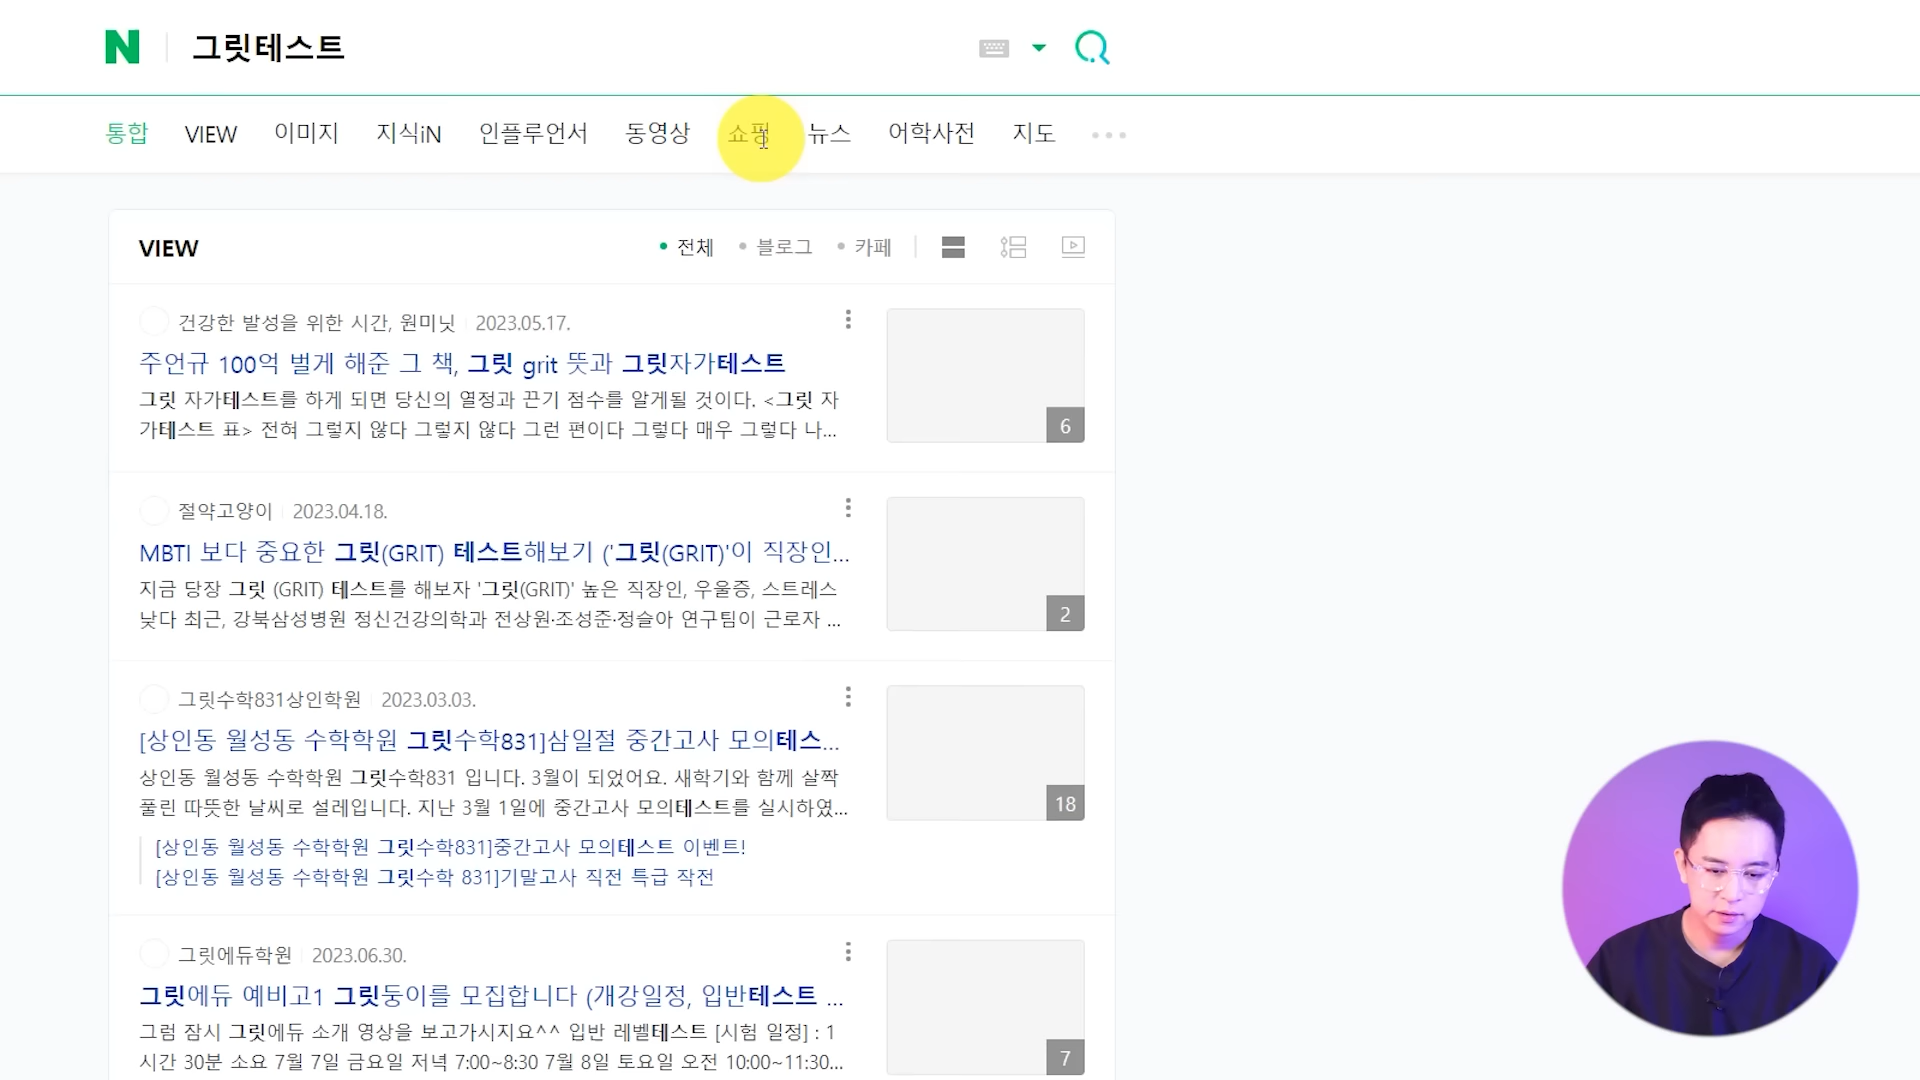 N 그릿테스트
통합 VIEW 이미지 지식iN 인플루언서 동영상 쇼핑 뉴스 어학사전 지도
VIEW 전체 블로그 카페
건강한 발성을 위한 시간, 원미닛 2023.05.17.
주언규 100억 벌게 해준 그 책, 그릿 grit 뜻과 그릿자가테스트
그릿 자가테스트를 하게 되면 당신의 열정과 끈기 점수를 알게될 것이다. <그릿 자
가테스트 표> 전혀 그렇지 않다 그렇지 않다 그런 편이다 그렇다 매우 그렇다 나...
6
절약고양이 2023.04.18.
MBTI 보다 중요한 그릿(GRIT) 테스트해보기 ('그릿(GRIT)'이 직장인...
지금 당장 그릿 (GRIT) 테스트를 해보자 '그릿(GRIT)' 높은 직장인, 우울증, 스트레스
낮다 최근, 강북삼성병원 정신건강의학과 전상원·조성준·정슬아 연구팀이 근로자 ...
2
그릿수학831상인학원 2023.03.03.
[상인동 월성동 수학학원 그릿수학831]삼일절 중간고사 모의테스...
상인동 월성동 수학학원 그릿수학831 입니다. 3월이 되었어요. 새학기와 함께 살짝
풀린 따뜻한 날씨로 설레입니다. 지난 3월 1일에 중간고사 모의테스트를 실시하였...
18
[상인동 월성동 수학학원 그릿수학831]중간고사 모의테스트 이벤트!
[상인동 월성동 수학학원 그릿수학 831]기말고사 직전 특급 작전
그릿에듀학원 2023.06.30.
그릿에듀 예비고1 그릿둥이를 모집합니다 (개강일정, 입반테스트 ...
그럼 잠시 그릿에듀 소개 영상을 보고가시지요^^ 입반 레벨테스트 [시험 일정] : 1
시간 30분 소요 7월 7일 금요일 저녁 7:00~8:30 7월 8일 토요일 오전 10:00~11:30...
7